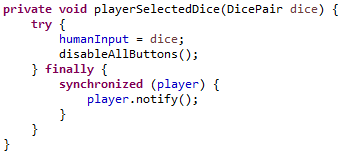 private void playerSelectedDice(DicePair dice) {
    try {
        humanInput = dice;
        disableAllButtons();
    } finally {
        synchronized (player) {
            player.notify();
        }
    }
}